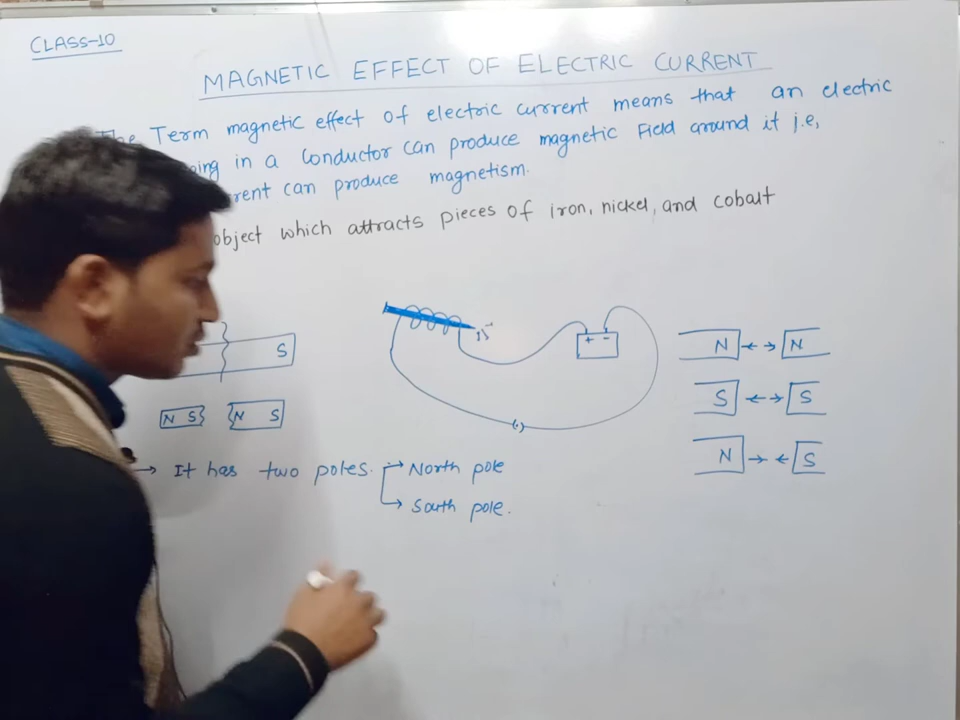 CLASS-10
MAGNETIC EFFECT OF ELECTRIC CURRENT
The Term magnetic effect of electric current means that an electric
in a Conductor can produce magnetic Field around it i.e,
can produce magnetism.
object which attracts pieces of iron, nickel, and cobalt
S
N S N S
+ -
N N
S S
N S
→ It has two poles. → North pole
→ South pole.